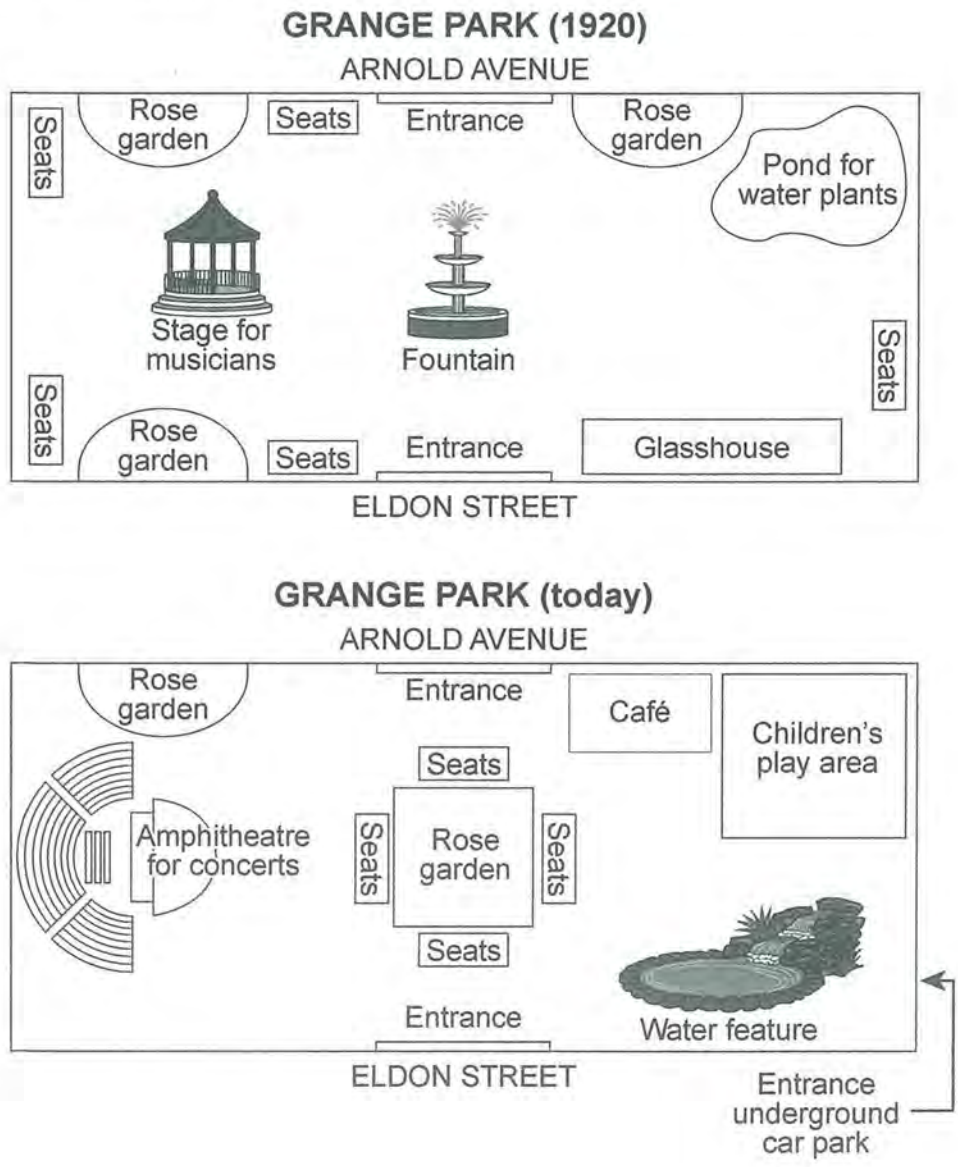 GRANGE PARK (1920)
ARNOLD AVENUE
Seats
Rose
garden
Seats
Entrance
Rose
garden
Pond for
water plants
Stage for
musicians
Fountain
Seats
Seats
Rose
garden
Seats
Entrance
Glasshouse
ELDON STREET
GRANGE PARK (today)
ARNOLD AVENUE
Rose
garden
Entrance
Café
Children's
play area
Seats
Amphitheatre
for concerts
Seats
Rose
garden
Seats
Seats
Entrance
Water feature
ELDON STREET
Entrance
underground
car park